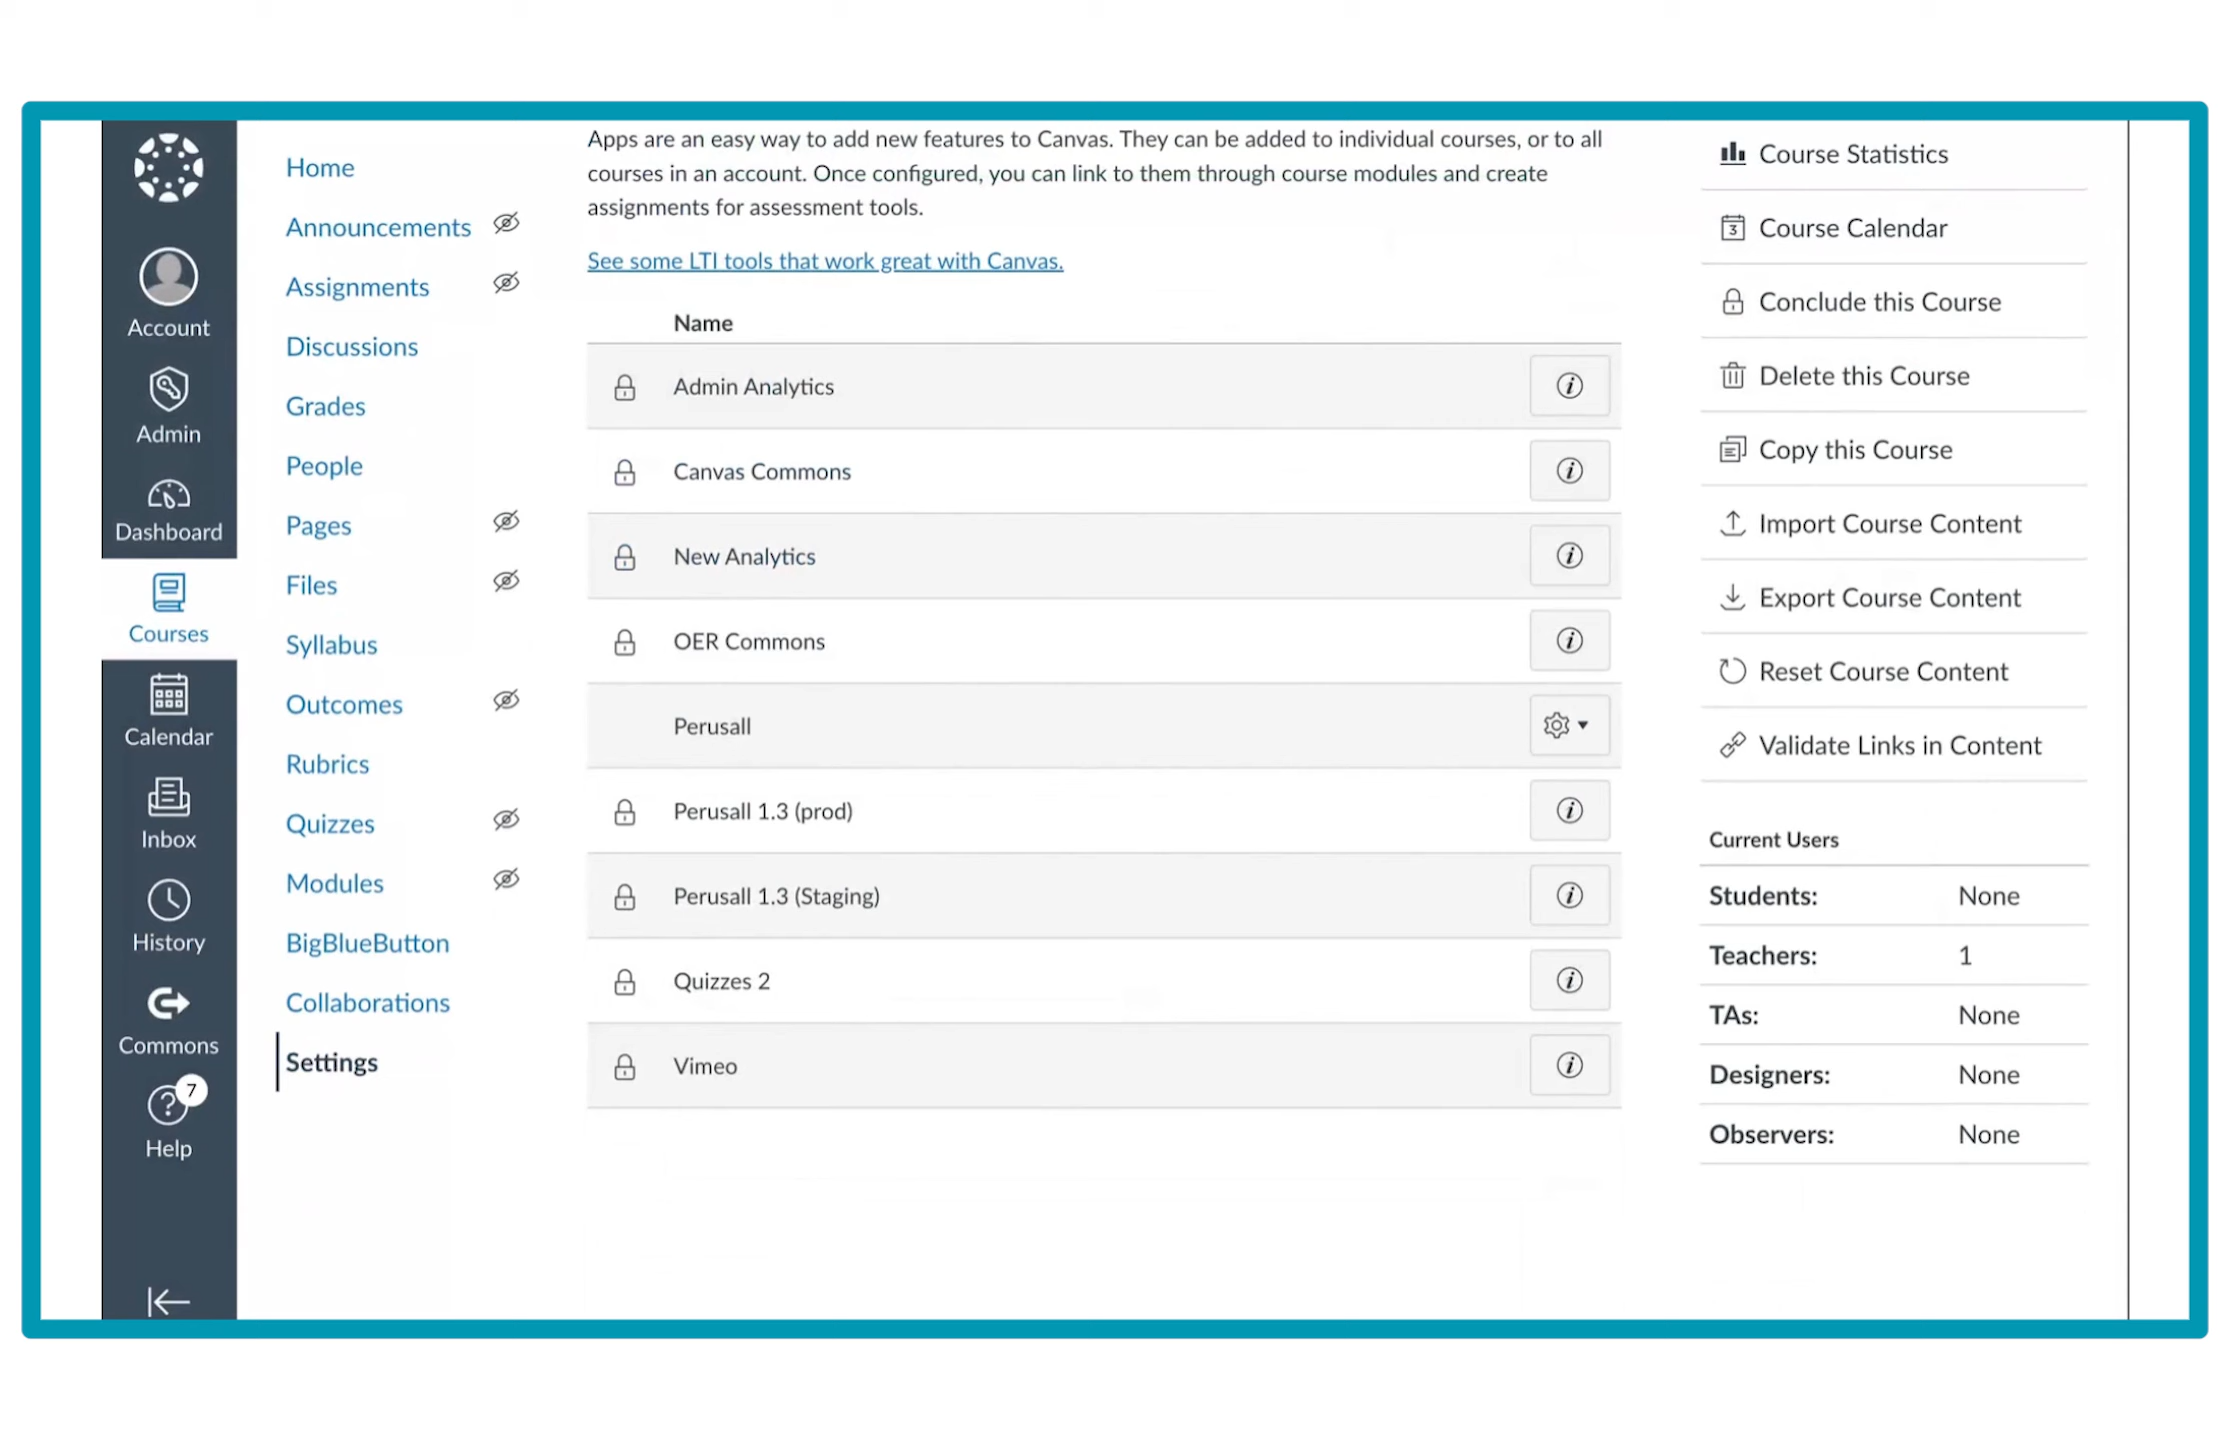 Account
Admin
Dashboard
Courses
Calendar
Inbox
History
Commons
7
Help
Home
Announcements
Assignments
Discussions
Grades
People
Pages
Files
Syllabus
Outcomes
Rubrics
Quizzes
Modules
BigBlueButton
Collaborations
Settings
Apps are an easy way to add new features to Canvas. They can be added to individual courses, or to all
courses in an account. Once configured, you can link to them through course modules and create
assignments for assessment tools.
See some LTI tools that work great with Canvas.
Name
Admin Analytics
Canvas Commons
New Analytics
OER Commons
Perusall
Perusall 1.3 (prod)
Perusall 1.3 (Staging)
Quizzes 2
Vimeo
Course Statistics
3 Course Calendar
Conclude this Course
Delete this Course
Copy this Course
Import Course Content
Export Course Content
Reset Course Content
Validate Links in Content
Current Users
Students: None
Teachers: 1
TAs: None
Designers: None
Observers: None